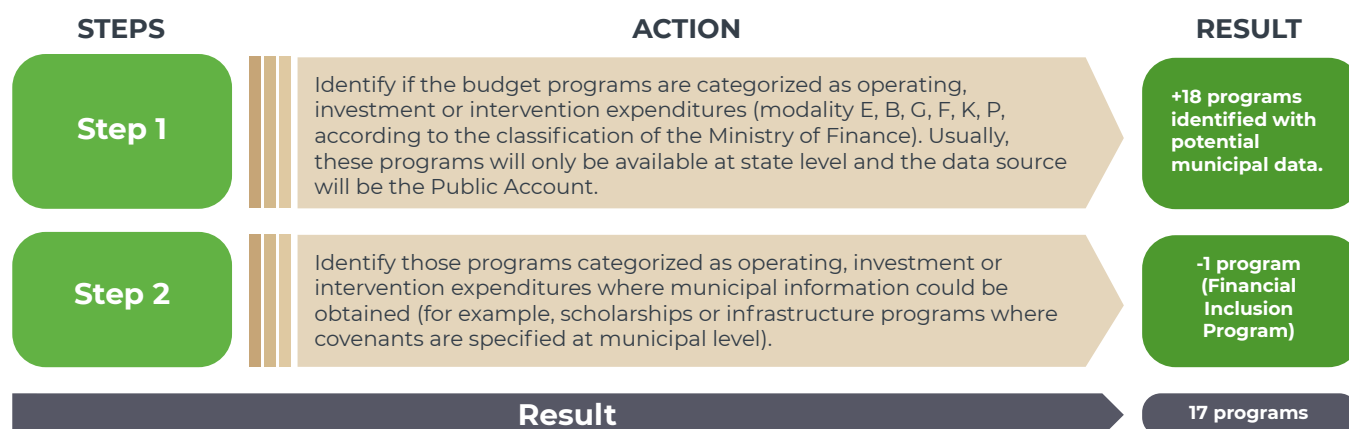 STEPS
ACTION
RESULT
Step 1
Identify if the budget programs are categorized as operating,
investment or intervention expenditures (modality E, B, G, F, K, P,
according to the classification of the Ministry of Finance). Usually,
these programs will only be available at state level and the data source
will be the Public Account.
+18 programs
identified with
potential
municipal data.
Step 2
Identify those programs categorized as operating, investment or
intervention expenditures where municipal information could be
obtained (for example, scholarships or infrastructure programs where
covenants are specified at municipal level).
-1 program
(Financial
Inclusion
Program)
Result
17 programs